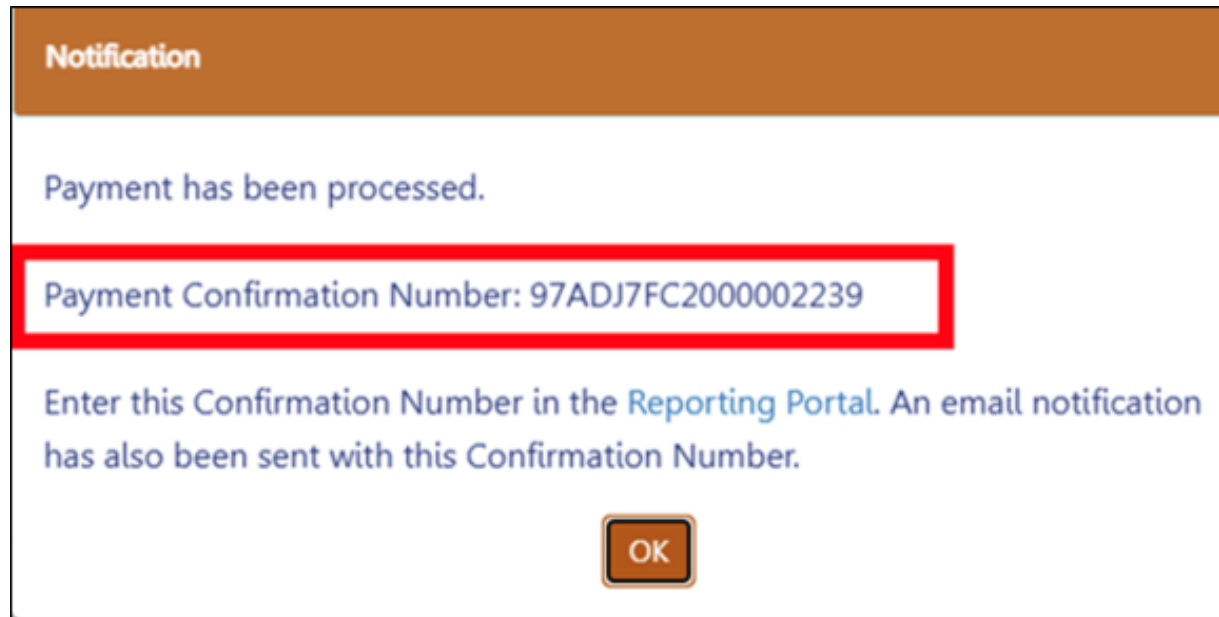 Notification
Payment has been processed.
Payment Confirmation Number: 97ADJ7FC2000002239
Enter this Confirmation Number in the Reporting Portal. An email notification
has also been sent with this Confirmation Number.
OK